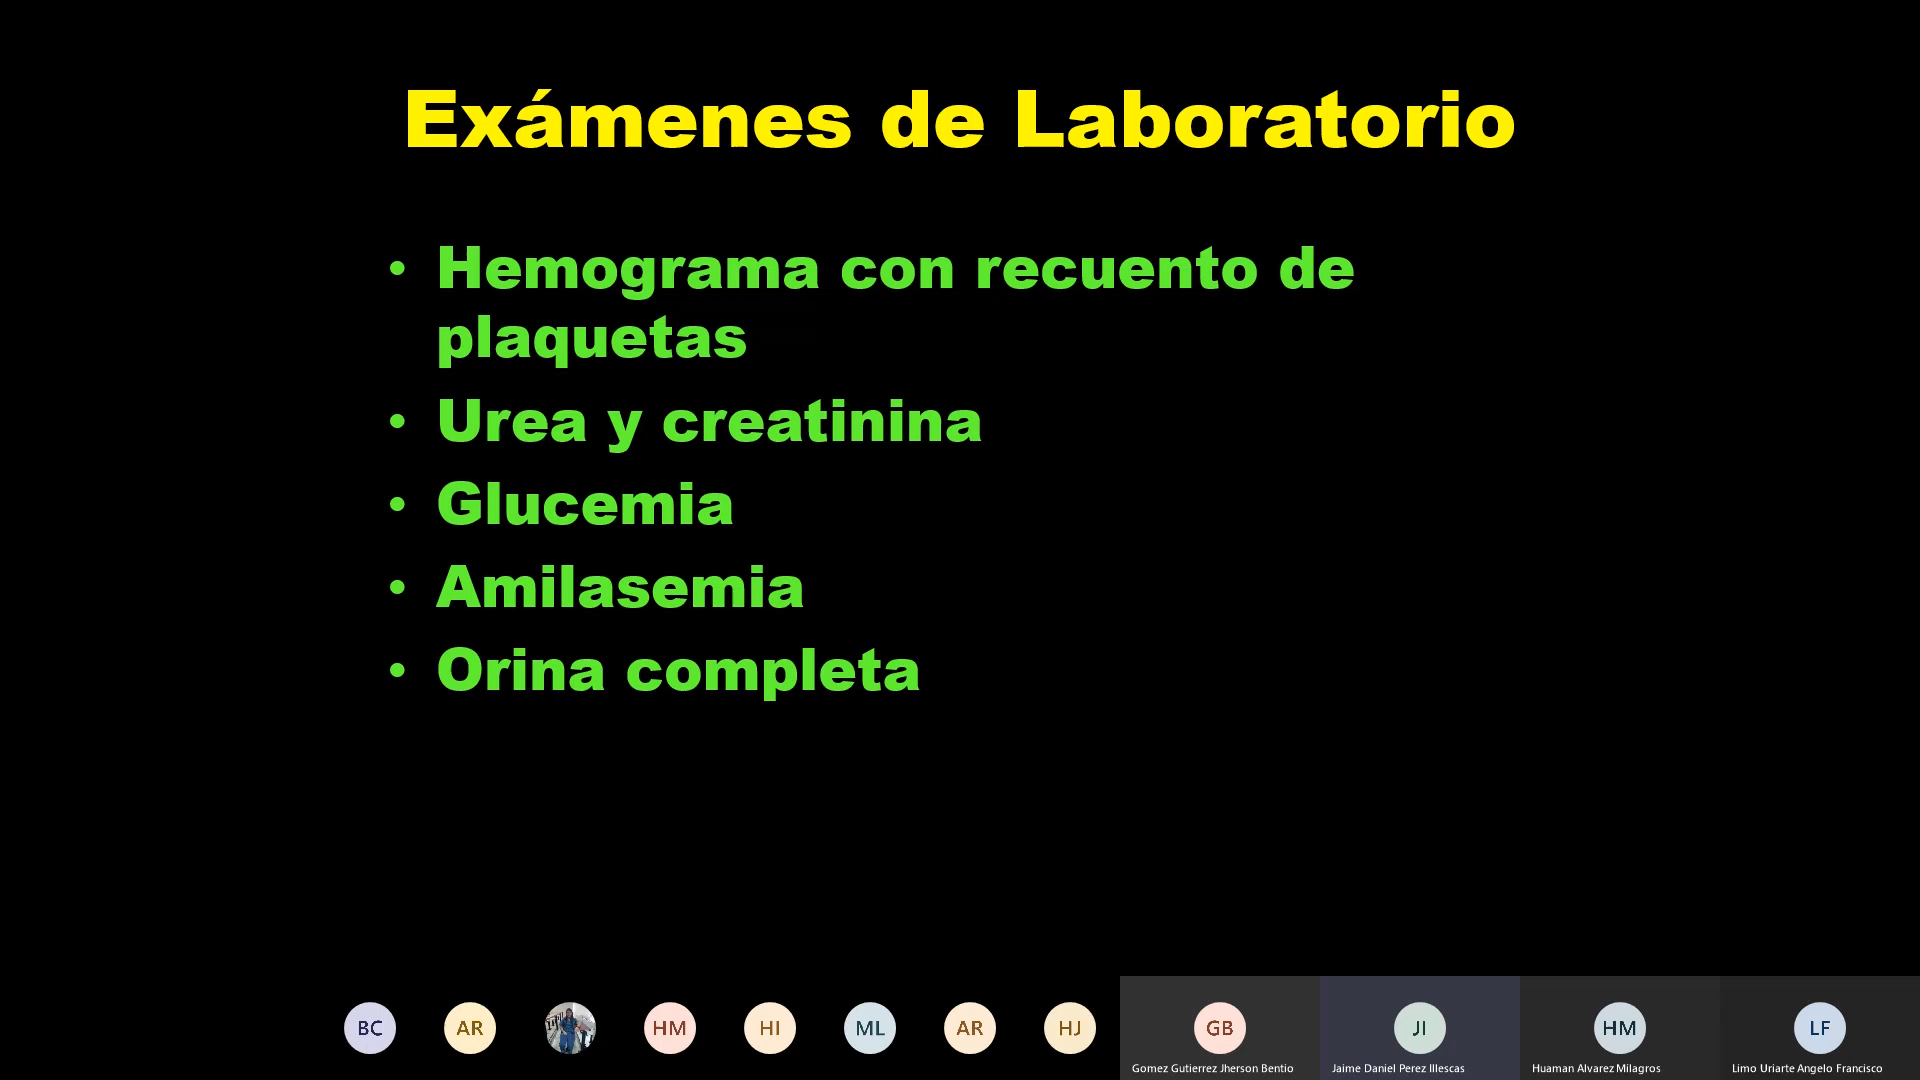 Exámenes de Laboratorio
• Hemograma con recuento de
plaquetas
• Urea y creatinina
• Glucemia
• Amilasemia
• Orina completa
BC AR HM HI ML AR HJ GB JI HM LF
Gomez Gutierrez Jherson Bentio Jaime Daniel Perez Illescas Huaman Alvarez Milagros Limo Uriarte Angelo Francisco